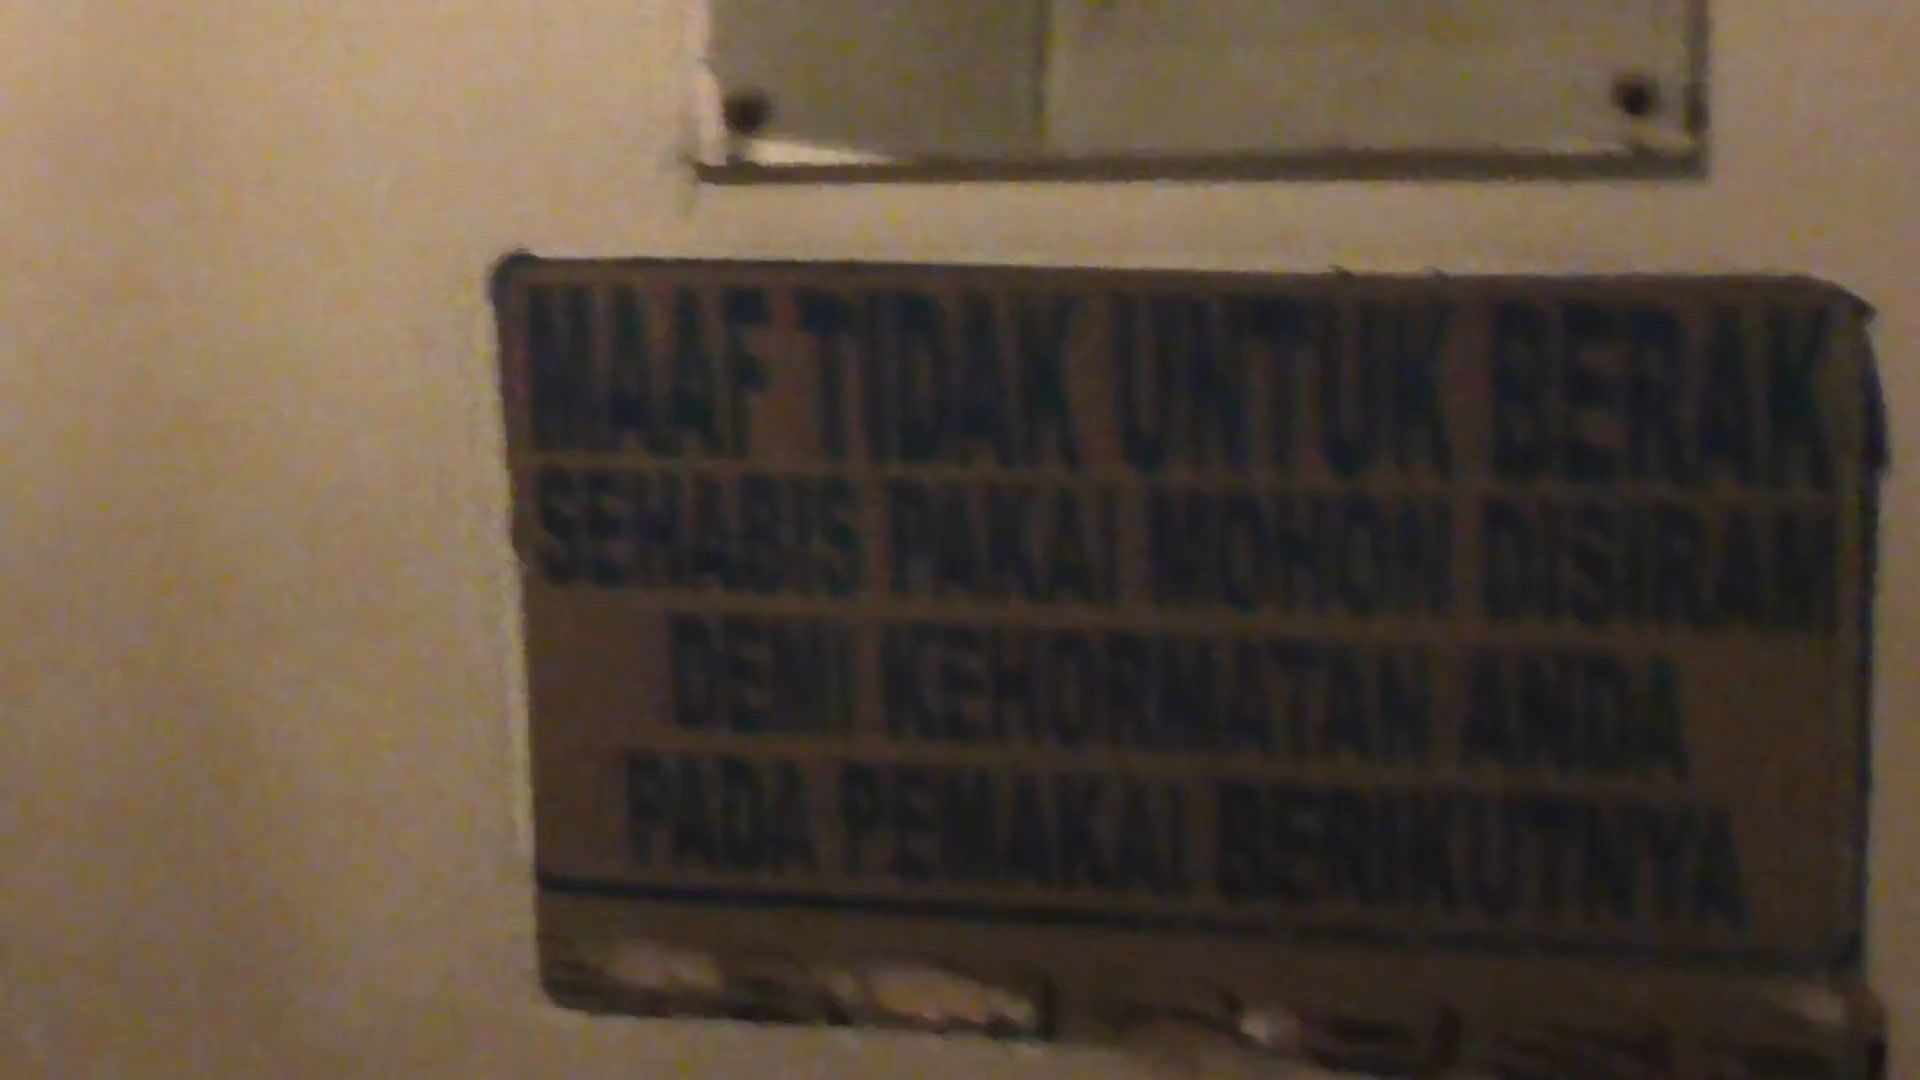 MAAF TIDAK UNTUK BERAK
SEHABIS PAKAI MOHON DISIRAM
DEMI KEHORMATAN ANDA
PADA PEMAKAI BERIKUTNYA